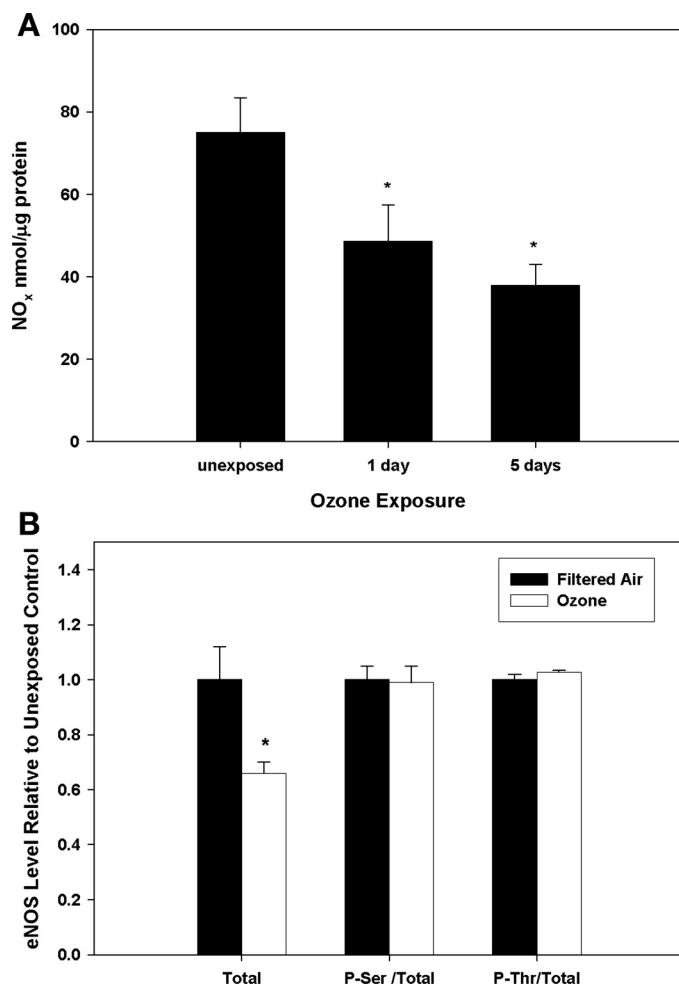 A
100
80
60
40
20
0
NOx nmol/µg protein
*
*
unexposed 1 day 5 days
Ozone Exposure
B
eNOS Level Relative to Unexposed Control
1.4
1.2
1.0
0.8
0.6
0.4
0.2
0.0
Filtered Air
Ozone
*
Total P-Ser /Total P-Thr/Total